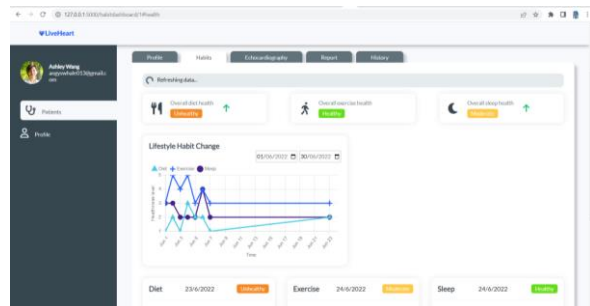 127.0.0.1:5000/habitdashboard/1#health
LiveHeart
Ashley Wong
Patients
Profile
Profile Habits Echocardiography Report History
Refreshing data...
Overall diet health
Unhealthy
Overall exercise health
Healthy
Overall sleep health
Moderate
Lifestyle Habit Change
01/06/2022 30/06/2022
Diet Exercise Sleep
Time
Diet 23/6/2022 Unhealthy
Exercise 24/6/2022 Moderate
Sleep 24/6/2022 Healthy